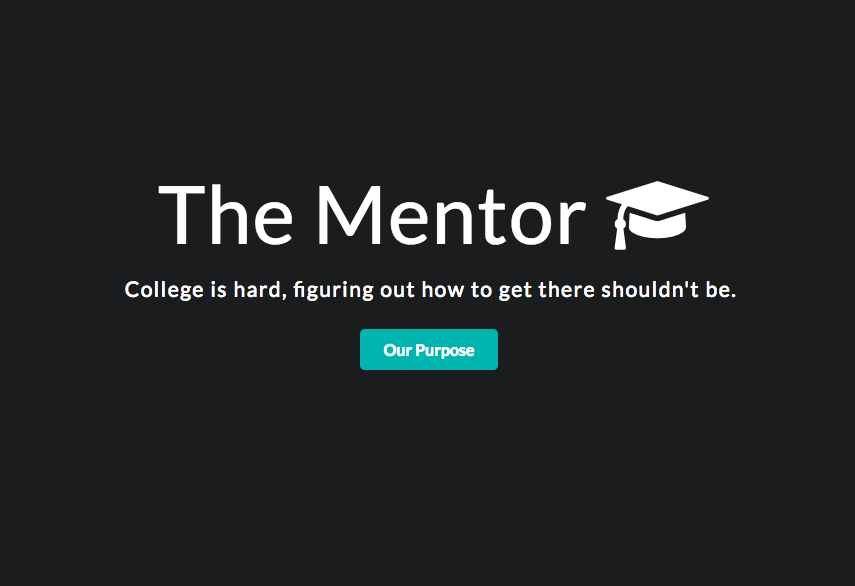 The Mentor
College is hard, figuring out how to get there shouldn't be.
Our Purpose